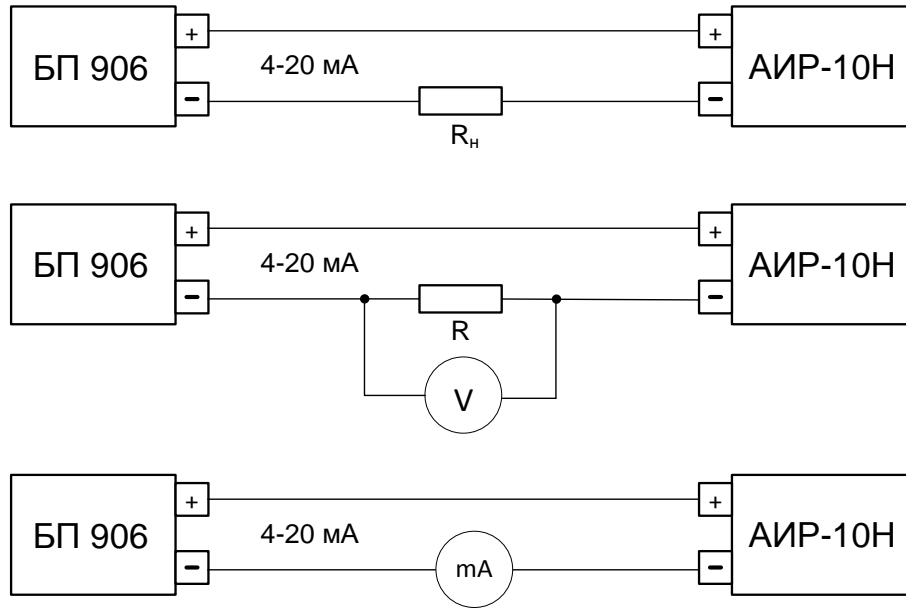 БП 906
+
4-20 мА
+
АИР-10Н
−
Rн
−
БП 906
+
4-20 мА
+
АИР-10Н
−
R
−
V
БП 906
+
4-20 мА
+
АИР-10Н
−
mA
−